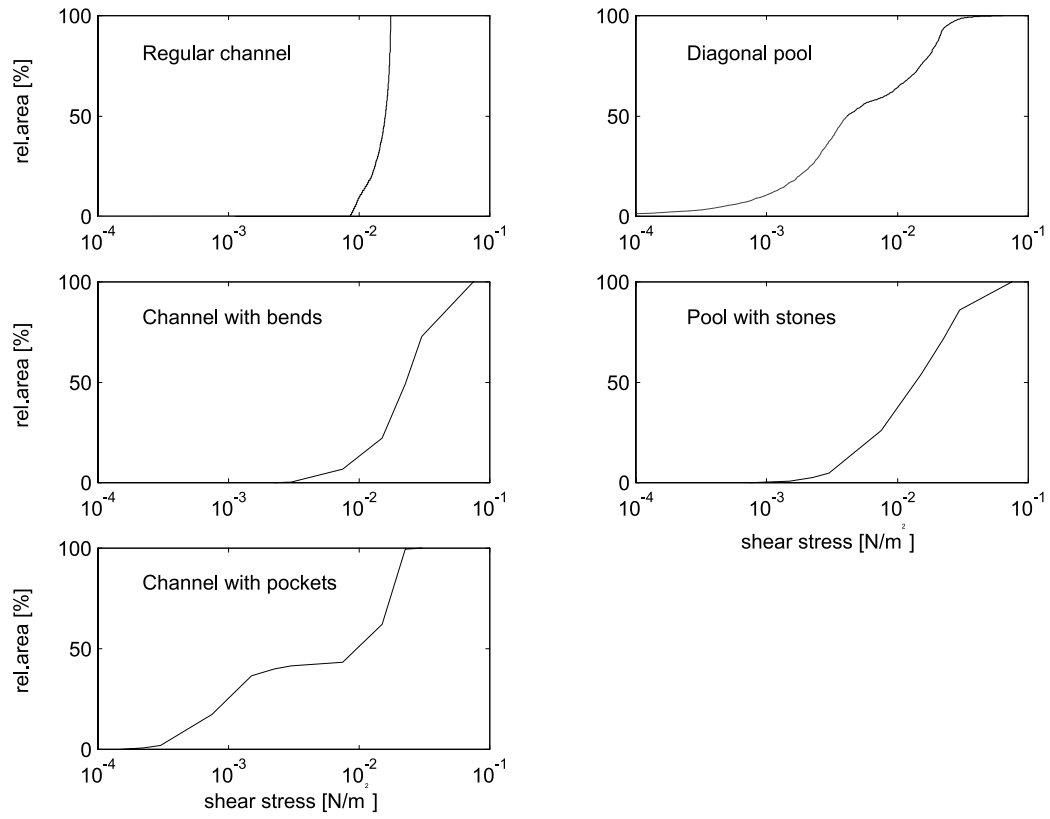 rel.area [%]
100
50
0
Regular channel
10-4 10-3 10-2 10-1
100
50
0
Diagonal pool
10-4 10-3 10-2 10-1
rel.area [%]
100
50
0
Channel with bends
10-4 10-3 10-2 10-1
100
50
0
Pool with stones
10-4 10-3 10-2 10-1
shear stress [N/m2]
rel.area [%]
100
50
0
Channel with pockets
10-4 10-3 10-2 10-1
shear stress [N/m2]